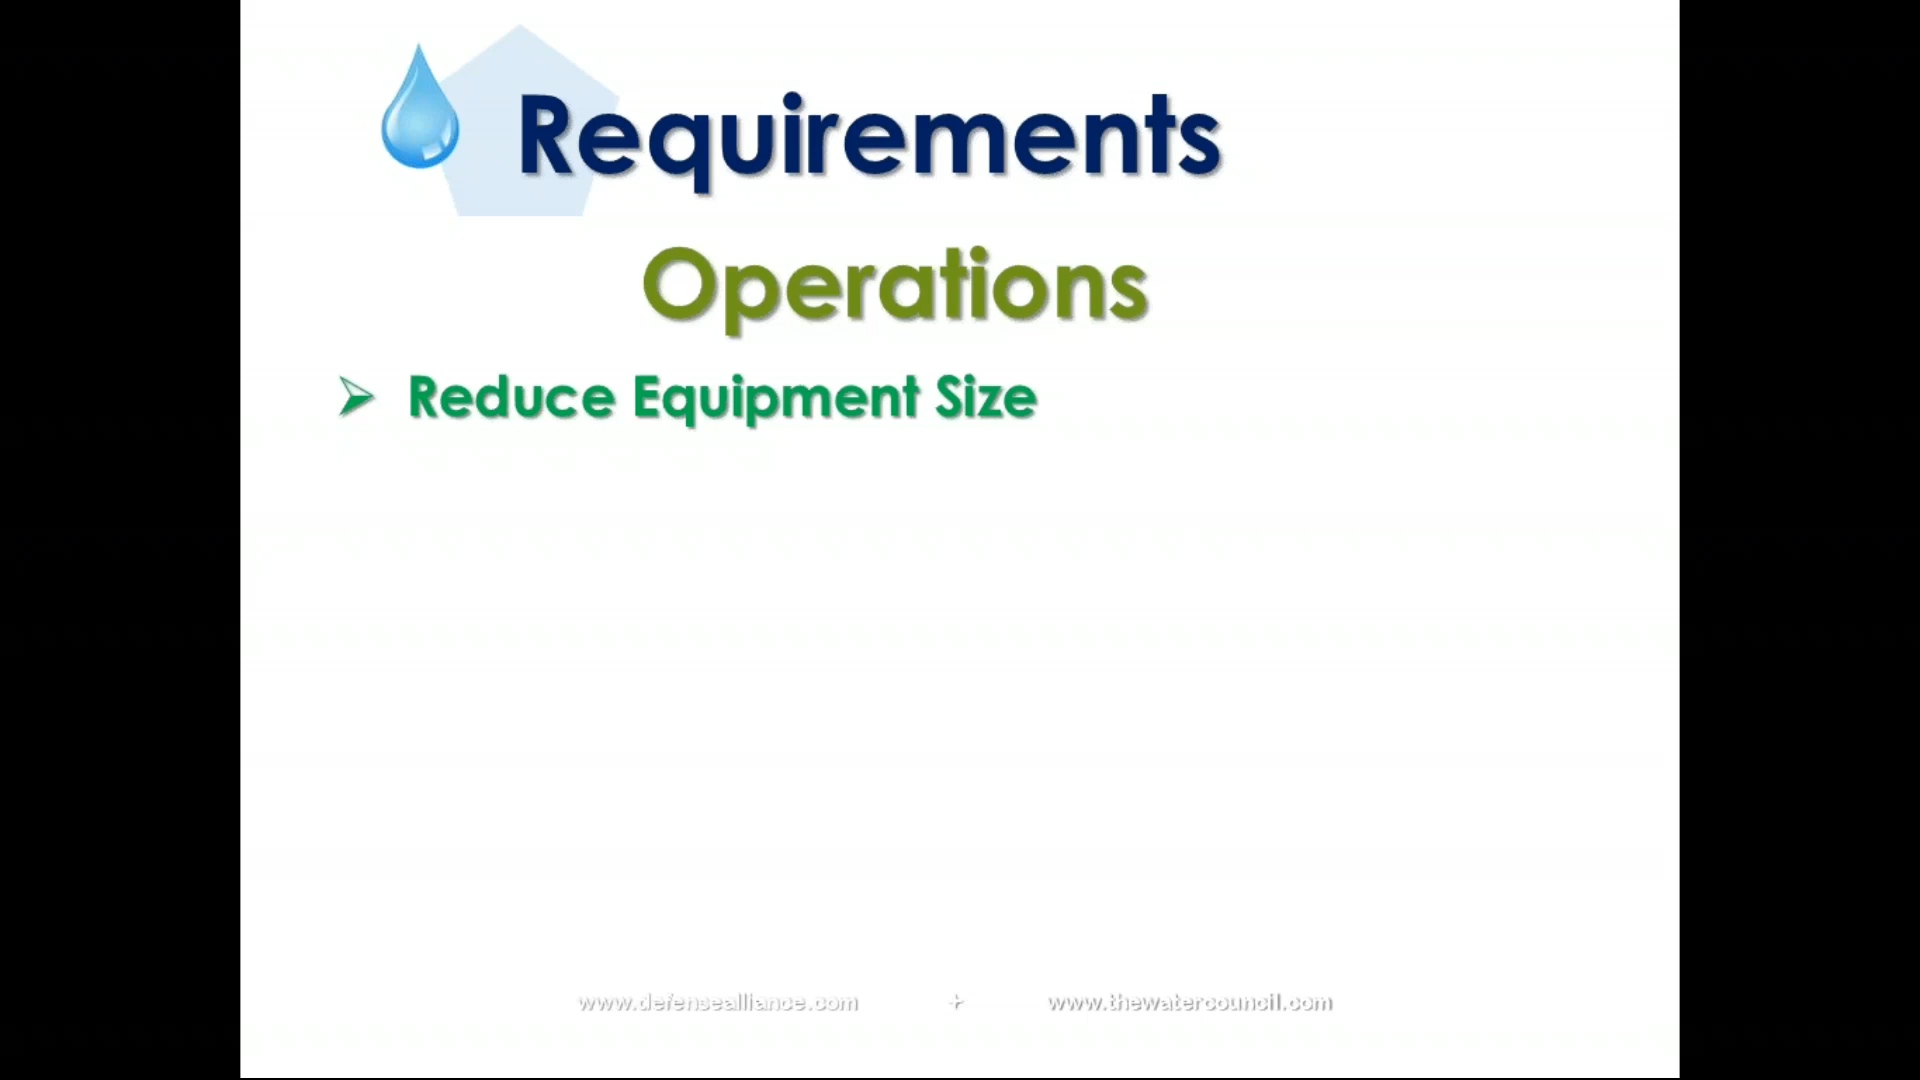 Requirements
Operations
➢ Reduce Equipment Size
www.defensealliance.com + www.thewatercouncil.com